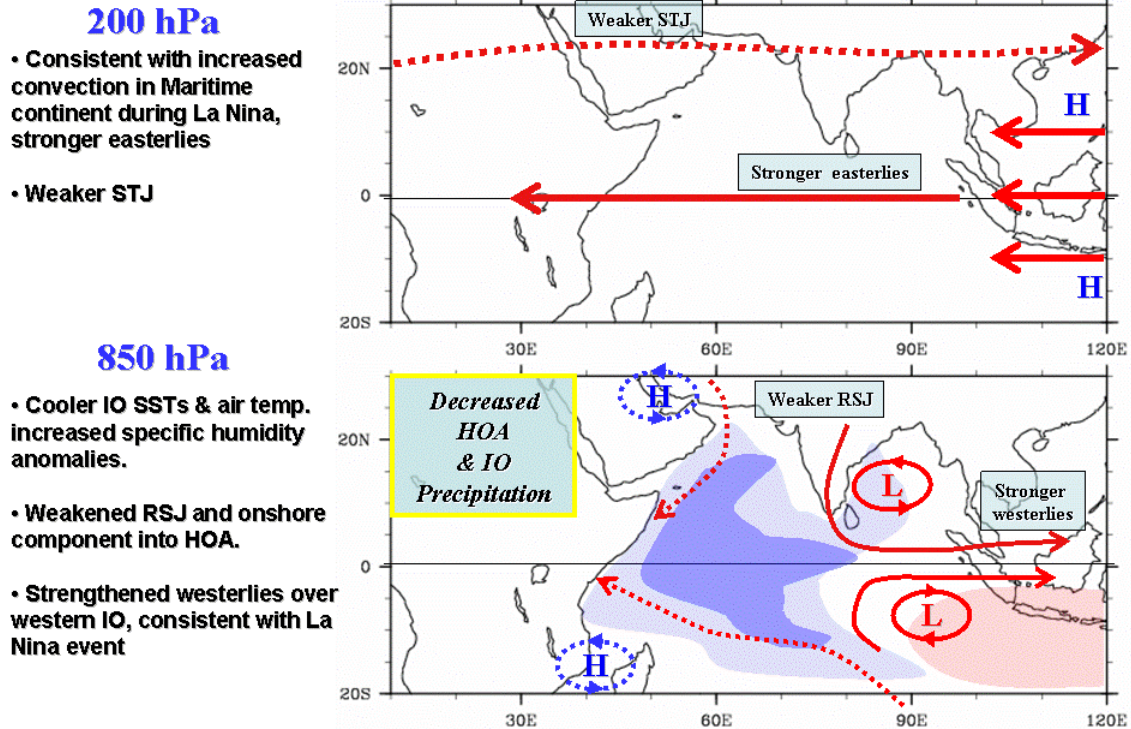 200 hPa
• Consistent with increased
convection in Maritime
continent during La Nina,
stronger easterlies
• Weaker STJ
Weaker STJ
20N
H
Stronger easterlies
0
H
20S
30E
60E
90E
120E
850 hPa
• Cooler IO SSTs & air temp.
increased specific humidity
anomalies.
• Weakened RSJ and onshore
component into HOA.
• Strengthened westerlies over
western IO, consistent with La
Nina event
Decreased
HOA
& IO
Precipitation
H
Weaker RSJ
20N
L
Stronger
westerlies
0
L
H
20S
30E
60E
90E
120E